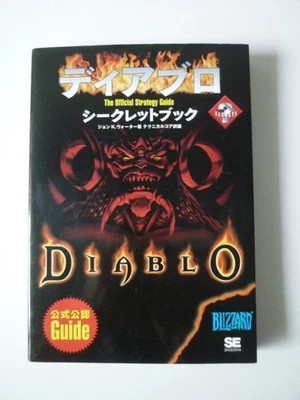 ディアブロ
The Official Strategy Guide
シークレットブック
ジョン K.ウォーター著 テクニカルコア訳編
?
SECRETS
DIABLO
公式公認
Guide
BLIZZARD
SE
SHOEISHA